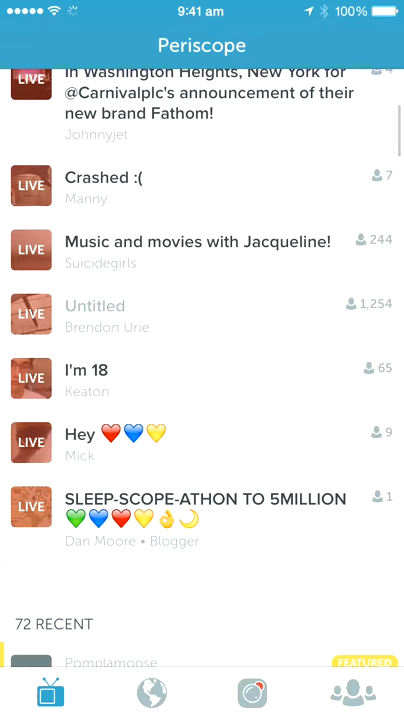 9:41 am
100%
Periscope
LIVE
In Washington Heights, New York for
4
@Carnivalplc's announcement of their
new brand Fathom!
Johnnyjet
LIVE
Crashed :(
7
Manny
LIVE
Music and movies with Jacqueline!
244
Suicidegirls
LIVE
Untitled
1,254
Brendon Urie
LIVE
I'm 18
65
Keaton
LIVE
Hey ❤️💙💛
9
Mick
LIVE
SLEEP-SCOPE-ATHON TO 5MILLION
1
💚💙❤️💛👌🌙
Dan Moore • Blogger
72 RECENT
Pomplamoose
FEATURED